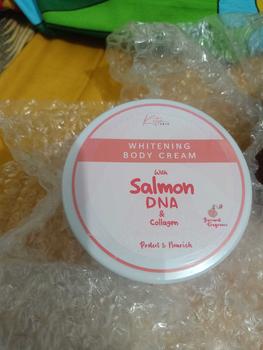 WHITENING
BODY CREAM
With
Salmon
DNA
&
Collagen
Protect & Nourish